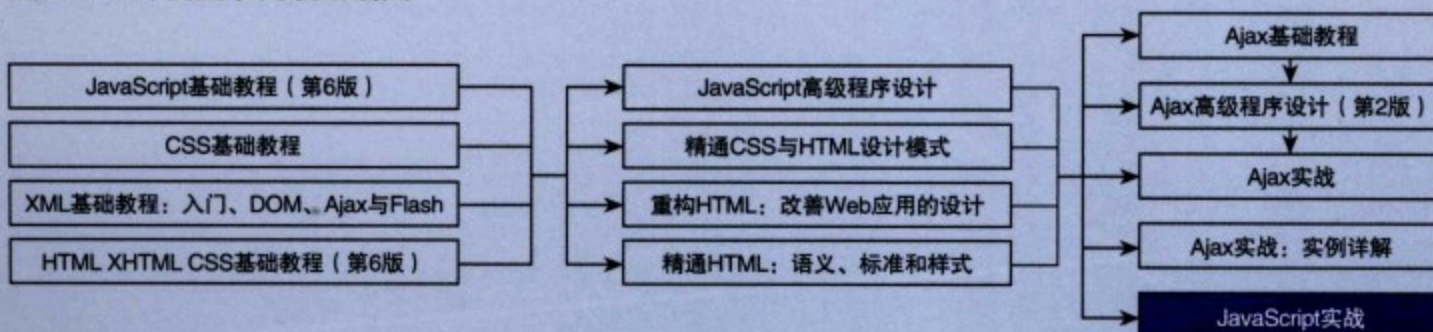 JavaScript基础教程（第6版）
CSS基础教程
XML基础教程：入门、DOM、Ajax与Flash
HTML XHTML CSS基础教程（第6版）
JavaScript高级程序设计
精通CSS与HTML设计模式
重构HTML：改善Web应用的设计
精通HTML：语义、标准和样式
Ajax基础教程
Ajax高级程序设计（第2版）
Ajax实战
Ajax实战：实例详解
JavaScript实战